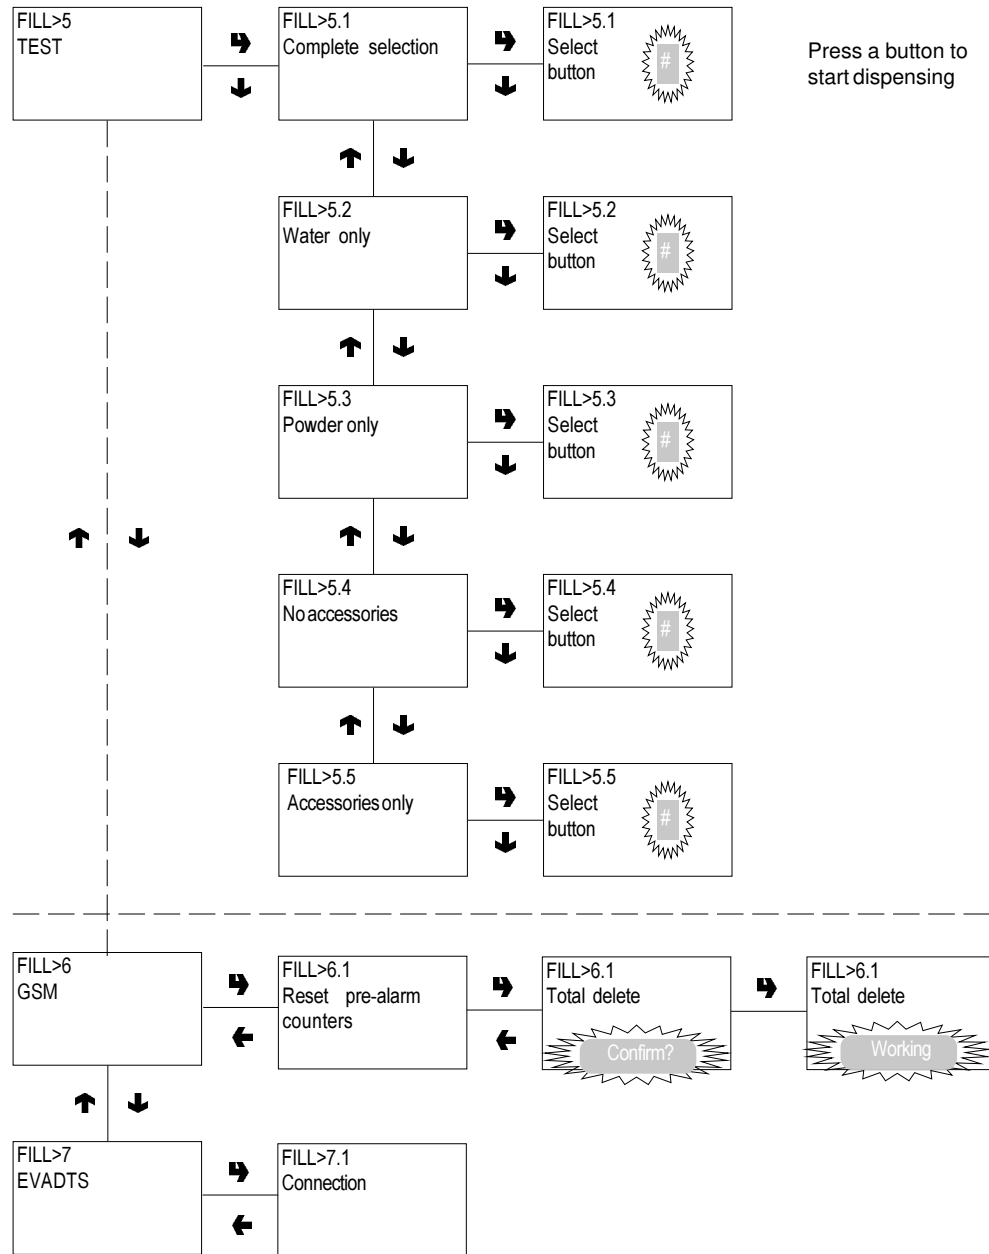 FILL>5
TEST
FILL>5.1
Complete selection
FILL>5.1
Select
button
#
Press a button to
start dispensing
FILL>5.2
Water only
FILL>5.2
Select
button
#
FILL>5.3
Powder only
FILL>5.3
Select
button
#
FILL>5.4
No accessories
FILL>5.4
Select
button
#
FILL>5.5
Accessories only
FILL>5.5
Select
button
#
FILL>6
GSM
FILL>6.1
Reset pre-alarm
counters
FILL>6.1
Total delete
Confirm?
FILL>6.1
Total delete
Working
FILL>7
EVADTS
FILL>7.1
Connection